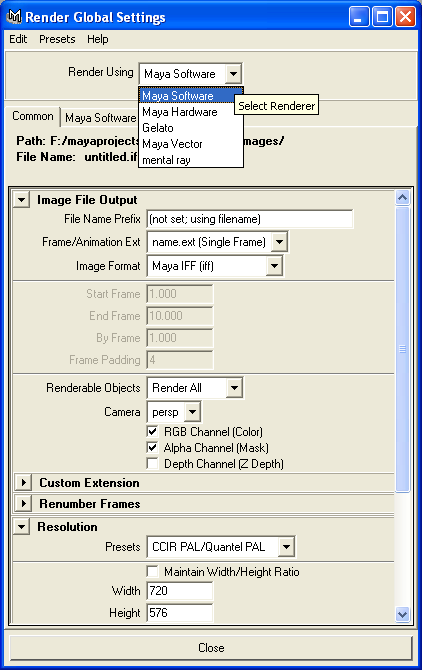 Render Global Settings
Edit Presets Help
Render Using Maya Software
Maya Software
Select Renderer
Maya Hardware
Gelato
Maya Vector
mental ray
Common Maya Software
Path: F:/mayaprojects mages/
File Name: untitled.if
Image File Output
File Name Prefix (not set; using filename)
Frame/Animation Ext name.ext (Single Frame)
Image Format Maya IFF (iff)
Start Frame 1.000
End Frame 10.000
By Frame 1.000
Frame Padding 4
Renderable Objects Render All
Camera persp
RGB Channel (Color)
Alpha Channel (Mask)
Depth Channel (Z Depth)
Custom Extension
Renumber Frames
Resolution
Presets CCIR PAL/Quantel PAL
Maintain Width/Height Ratio
Width 720
Height 576
Close